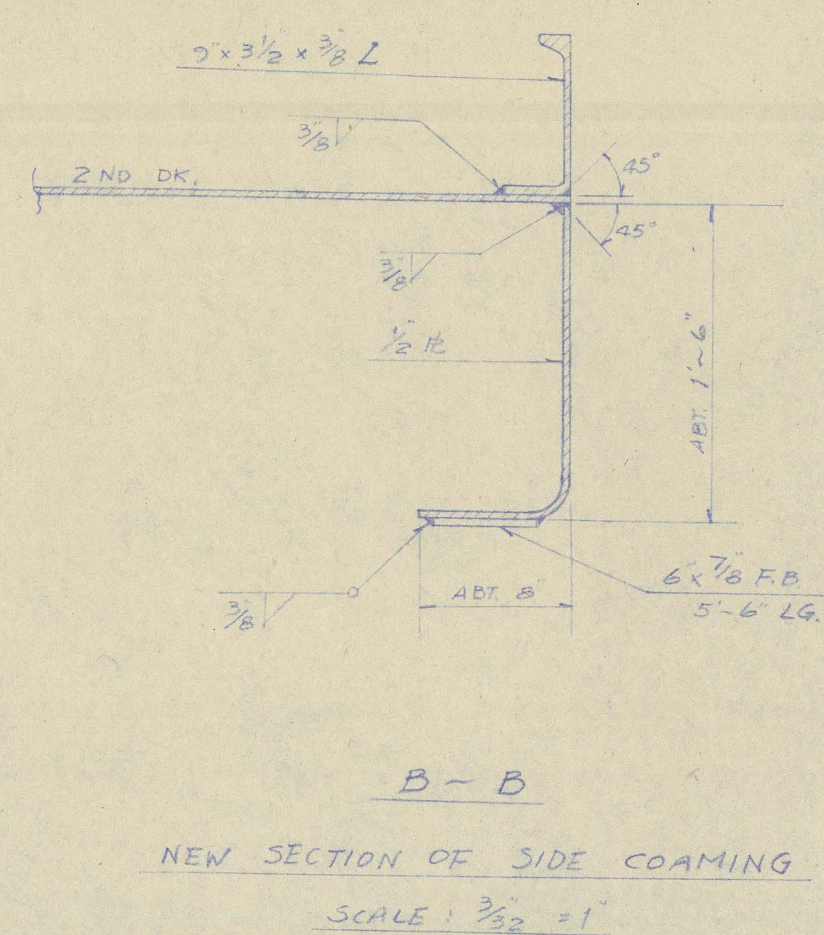 9" x 3 1/2" x 3/8" L
3/8"
2 ND DK.
45°
45°
3/8"
1/2" PL
ABT. 1'~6"
6" x 7/8" F.B.
5'~6" LG.
ABT. 8"
3/8"
B ~ B
NEW SECTION OF SIDE COAMING
SCALE : 3/32" = 1"